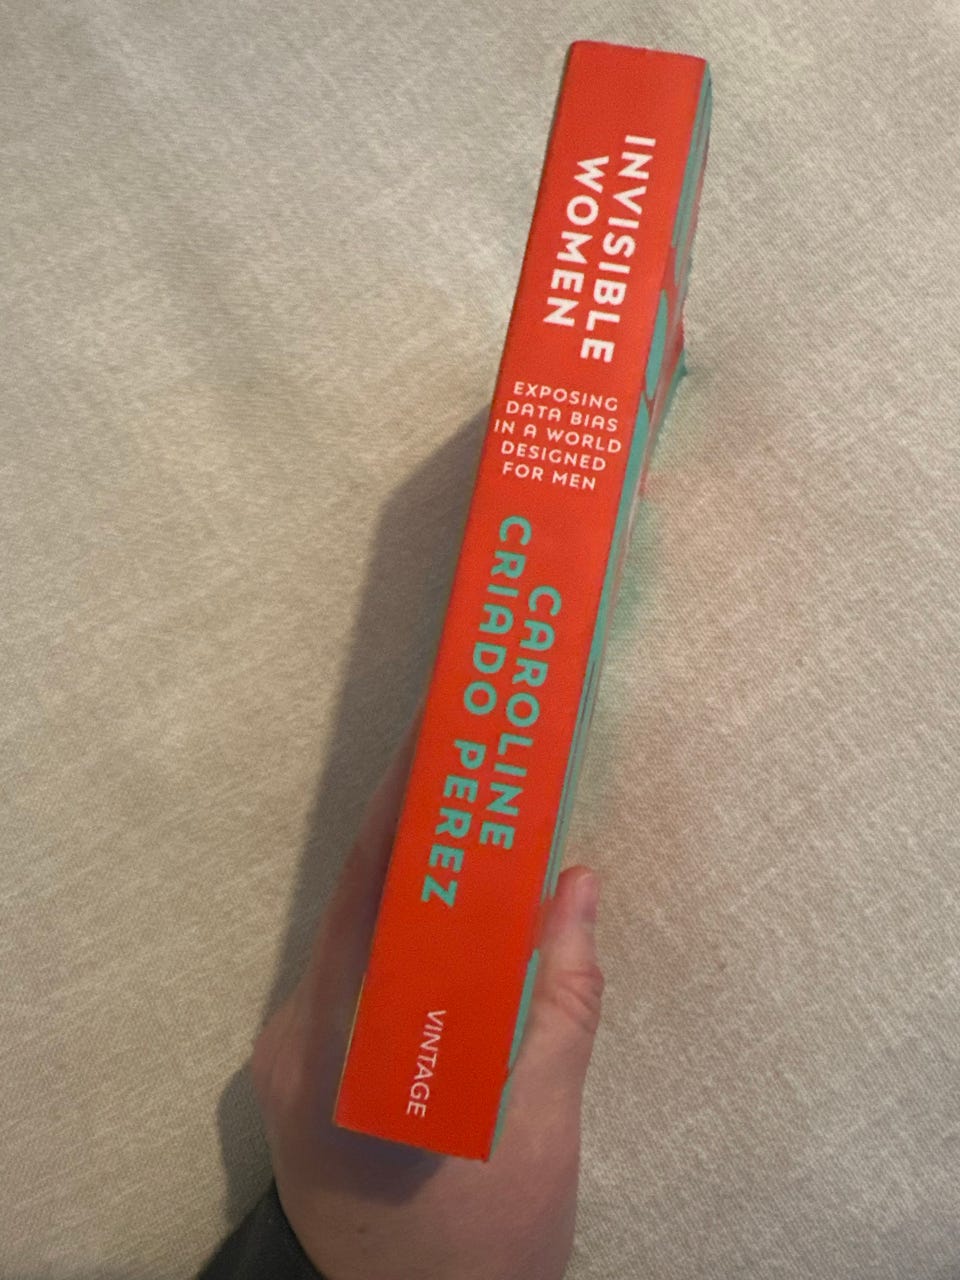 INVISIBLE
WOMEN
EXPOSING
DATA BIAS
IN A WORLD
DESIGNED
FOR MEN
CAROLINE
CRIADO PEREZ
VINTAGE